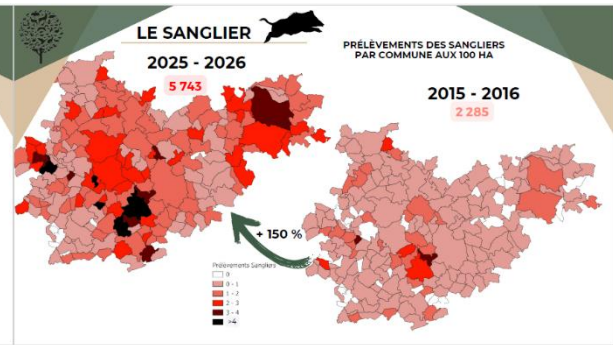 LE SANGLIER
2025 - 2026
5 743
PRÉLÈVEMENTS DES SANGLIERS
PAR COMMUNE AUX 100 HA
2015 - 2016
2 285
+ 150 %
Prélèvements Sangliers
0
0 - 1
1 - 2
2 - 3
3 - 4
>4